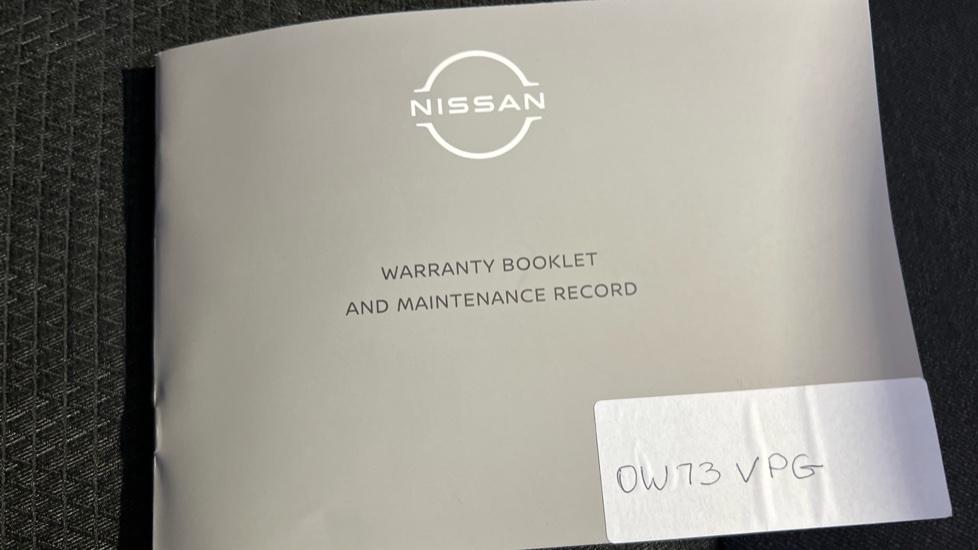 NISSAN
WARRANTY BOOKLET
AND MAINTENANCE RECORD
OW73 VPG